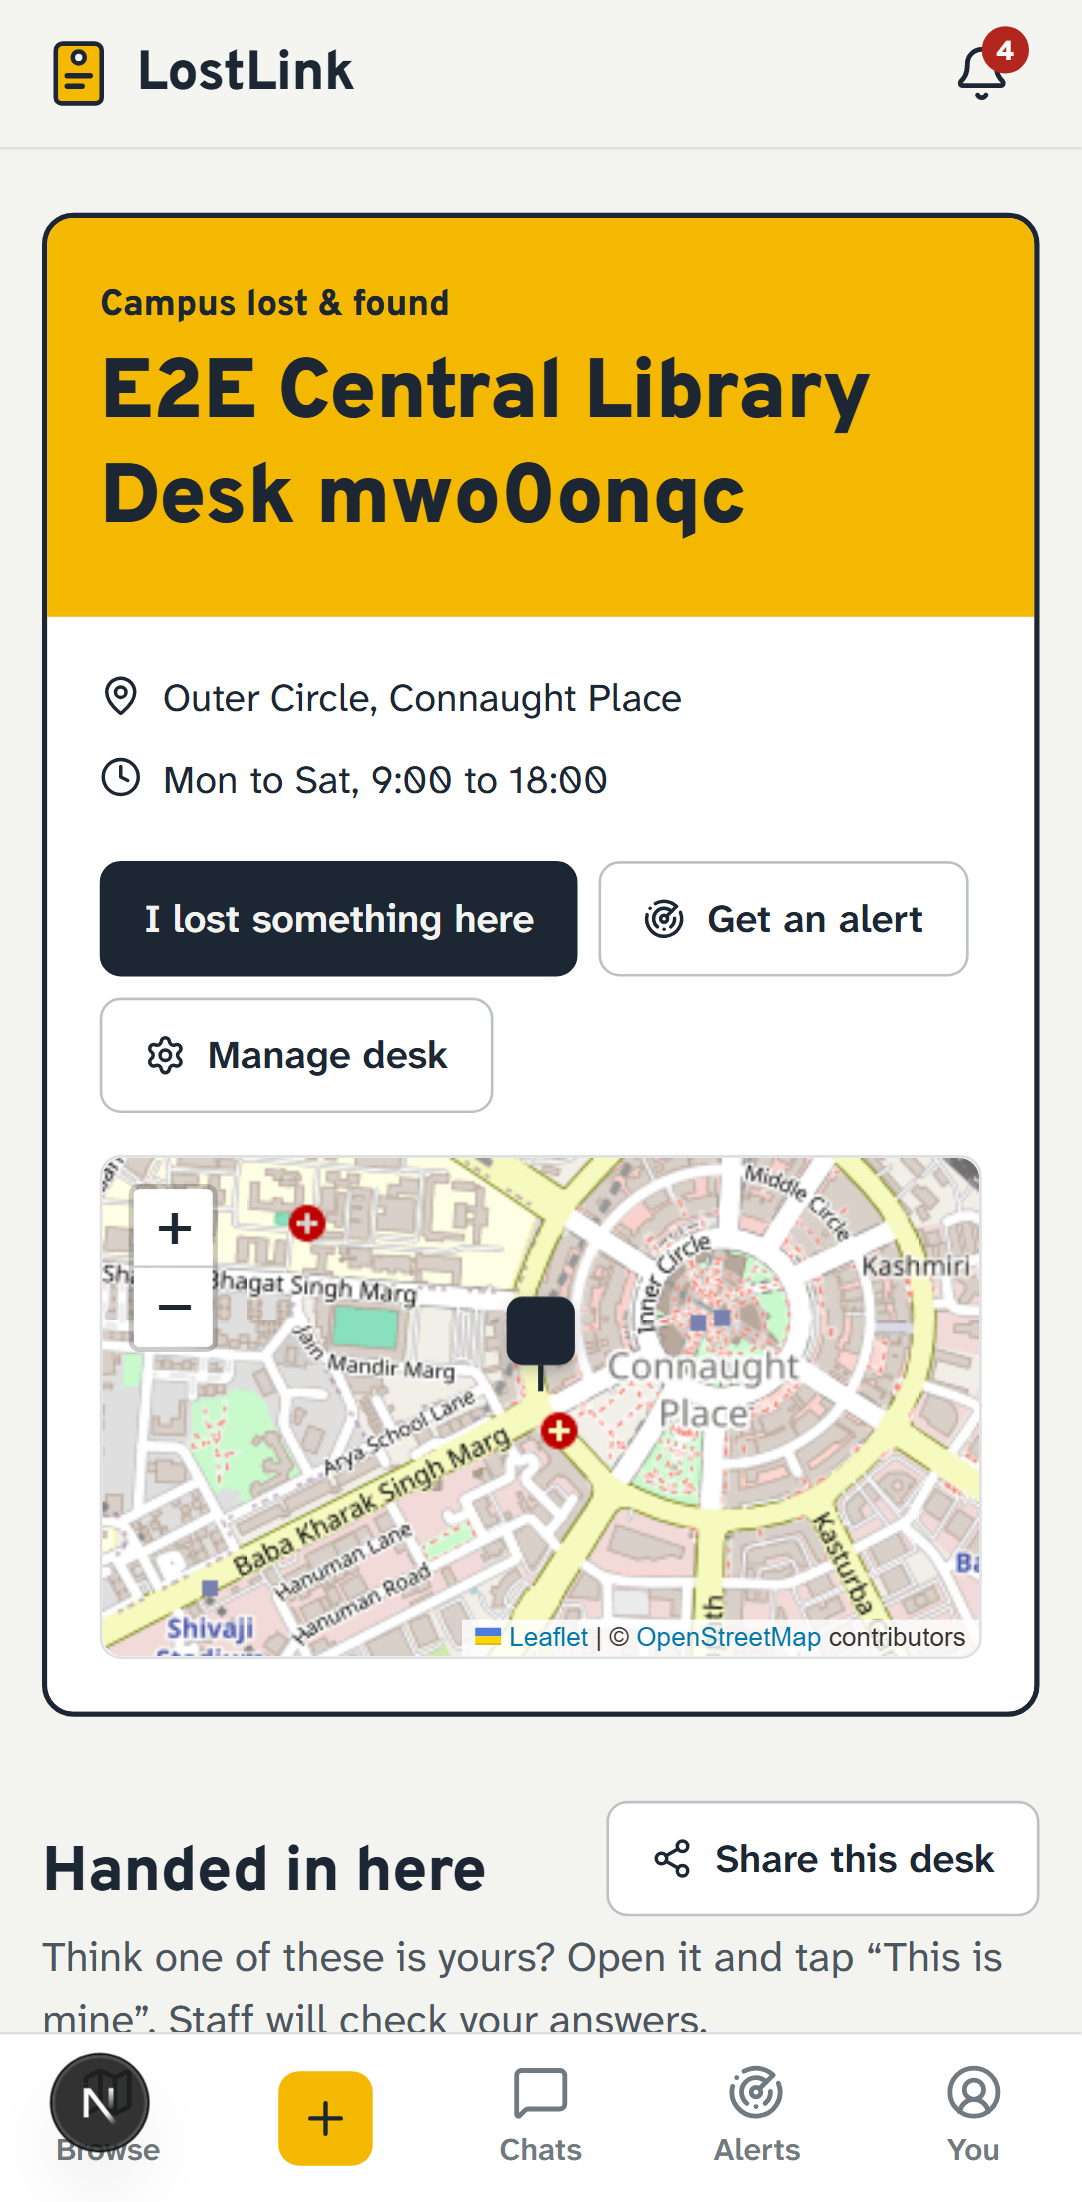 LostLink
4
Campus lost & found
E2E Central Library
Desk mwo0onqc
Outer Circle, Connaught Place
Mon to Sat, 9:00 to 18:00
I lost something here
Get an alert
Manage desk
+
−
Middle Circle
Inner Circle
Kashmiri
Bhagat Singh Marg
Jain Mandir Marg
Connaught
Place
Arya School Lane
Baba Kharak Singh Marg
Hanuman Lane
Hanuman Road
Kasturba
Shivaji
Leaflet | © OpenStreetMap contributors
Handed in here
Share this desk
Think one of these is yours? Open it and tap “This is
mine”. Staff will check your answers.
N
Browse
+
Chats
Alerts
You